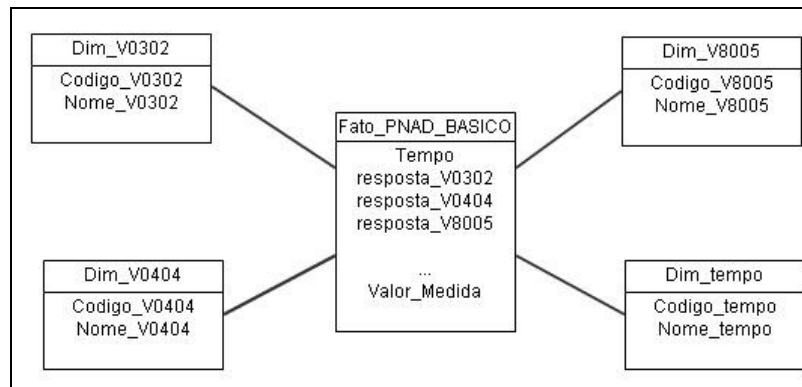 Dim_V0302
Codigo_V0302
Nome_V0302
Dim_V8005
Codigo_V8005
Nome_V8005
Fato_PNAD_BASICO
Tempo
resposta_V0302
resposta_V0404
resposta_V8005
...
Valor_Medida
Dim_V0404
Codigo_V0404
Nome_V0404
Dim_tempo
Codigo_tempo
Nome_tempo